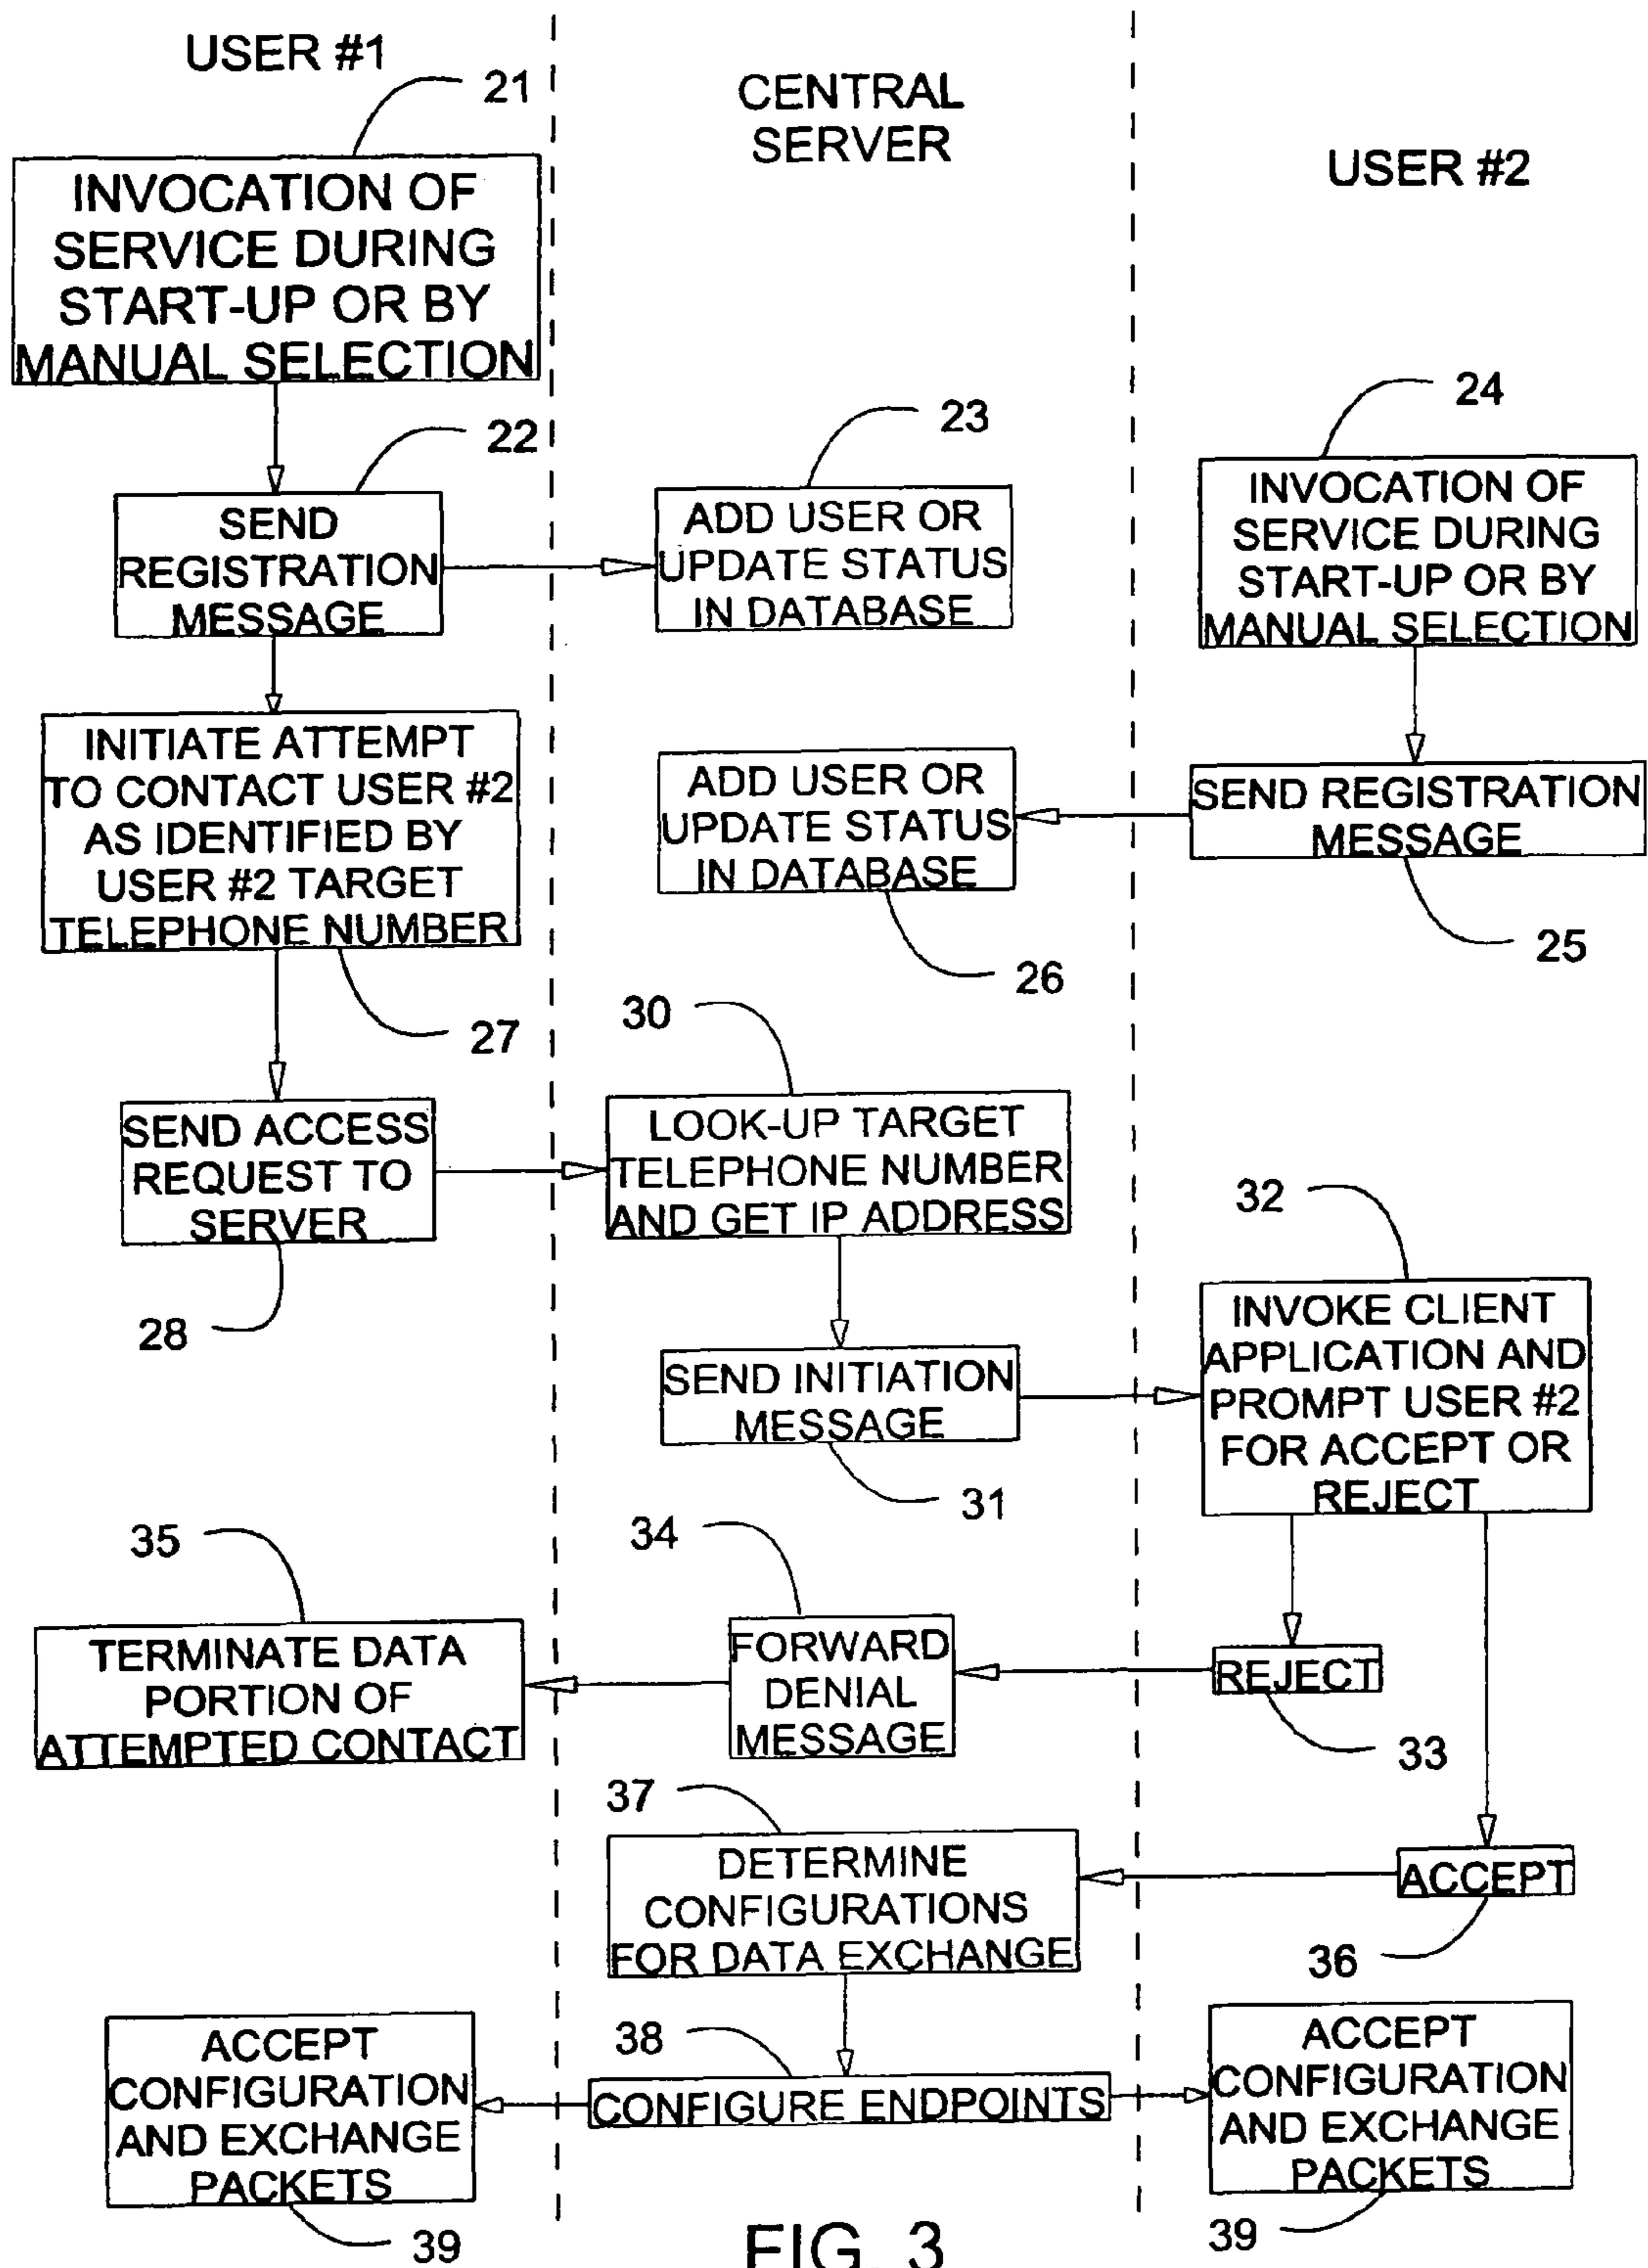 USER #1
CENTRAL
SERVER
USER #2
21
INVOCATION OF
SERVICE DURING
START-UP OR BY
MANUAL SELECTION
22
SEND
REGISTRATION
MESSAGE
23
ADD USER OR
UPDATE STATUS
IN DATABASE
24
INVOCATION OF
SERVICE DURING
START-UP OR BY
MANUAL SELECTION
SEND REGISTRATION
MESSAGE
25
ADD USER OR
UPDATE STATUS
IN DATABASE
26
INITIATE ATTEMPT
TO CONTACT USER #2
AS IDENTIFIED BY
USER #2 TARGET
TELEPHONE NUMBER
27
SEND ACCESS
REQUEST TO
SERVER
28
30
LOOK-UP TARGET
TELEPHONE NUMBER
AND GET IP ADDRESS
SEND INITIATION
MESSAGE
31
32
INVOKE CLIENT
APPLICATION AND
PROMPT USER #2
FOR ACCEPT OR
REJECT
REJECT
33
34
FORWARD
DENIAL
MESSAGE
35
TERMINATE DATA
PORTION OF
ATTEMPTED CONTACT
ACCEPT
36
37
DETERMINE
CONFIGURATIONS
FOR DATA EXCHANGE
38
CONFIGURE ENDPOINTS
ACCEPT
CONFIGURATION
AND EXCHANGE
PACKETS
39
ACCEPT
CONFIGURATION
AND EXCHANGE
PACKETS
39
FIG. 3